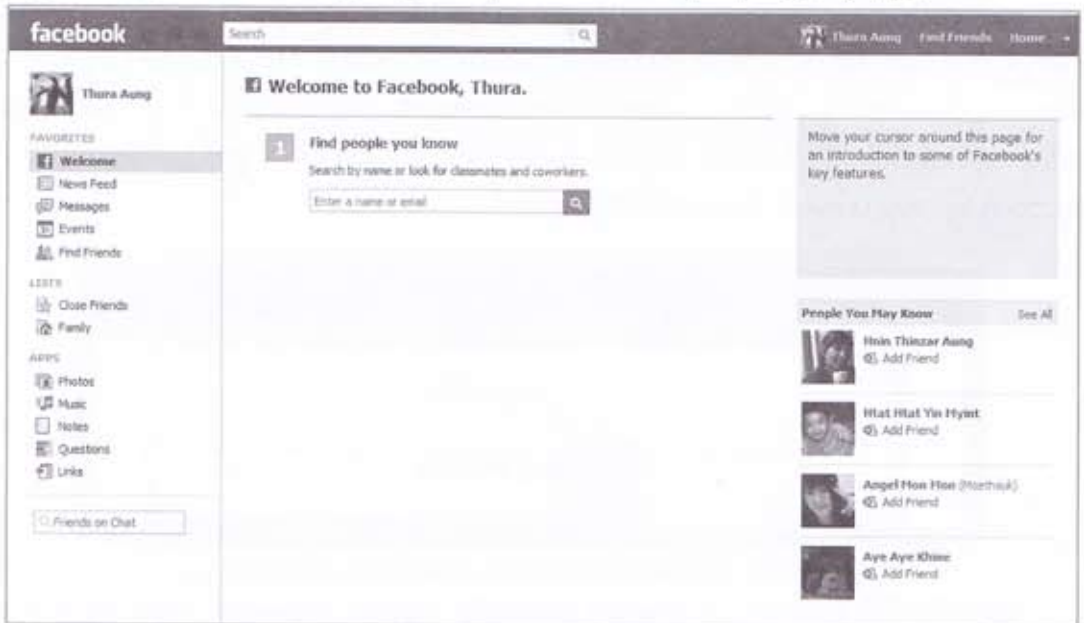 facebook
Search
Thura Aung Find Friends Home
Thura Aung
FAVORITES
Welcome
News Feed
Messages
Events
Find Friends
LISTS
Close Friends
Family
APPS
Photos
Music
Notes
Questions
Links
Friends on Chat
Welcome to Facebook, Thura.
1
Find people you know
Search by name or look for classmates and coworkers.
Enter a name or email
Move your cursor around this page for
an introduction to some of Facebook's
key features.
People You May Know See All
Hnin Thinzar Aung
Add Friend
Htat Htat Yin Myint
Add Friend
Angel Mon Mon (Moethauk)
Add Friend
Aye Aye Khine
Add Friend